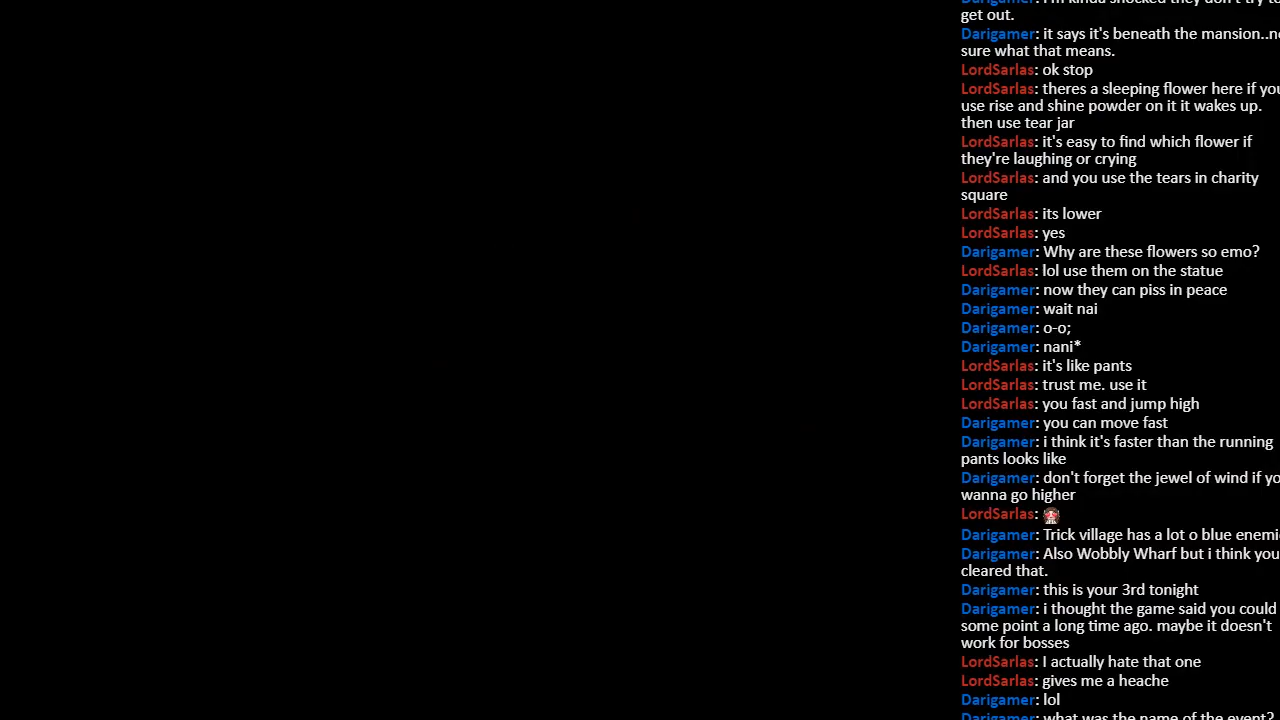 get out.
Darigamer: it says it's beneath the mansion..
sure what that means.
LordSarlas: ok stop
LordSarlas: theres a sleeping flower here if you
use rise and shine powder on it it wakes up.
then use tear jar
LordSarlas: it's easy to find which flower if
they're laughing or crying
LordSarlas: and you use the tears in charity
square
LordSarlas: its lower
LordSarlas: yes
Darigamer: Why are these flowers so emo?
LordSarlas: lol use them on the statue
Darigamer: now they can piss in peace
Darigamer: wait nai
Darigamer: o-o;
Darigamer: nani*
LordSarlas: it's like pants
LordSarlas: trust me. use it
LordSarlas: you fast and jump high
Darigamer: you can move fast
Darigamer: i think it's faster than the running
pants looks like
Darigamer: don't forget the jewel of wind if yo
wanna go higher
LordSarlas:
Darigamer: Trick village has a lot o blue enemi
Darigamer: Also Wobbly Wharf but i think you
cleared that.
Darigamer: this is your 3rd tonight
Darigamer: i thought the game said you could
some point a long time ago. maybe it doesn't
work for bosses
LordSarlas: I actually hate that one
LordSarlas: gives me a heache
Darigamer: lol
Darigamer: what was the name of the event?